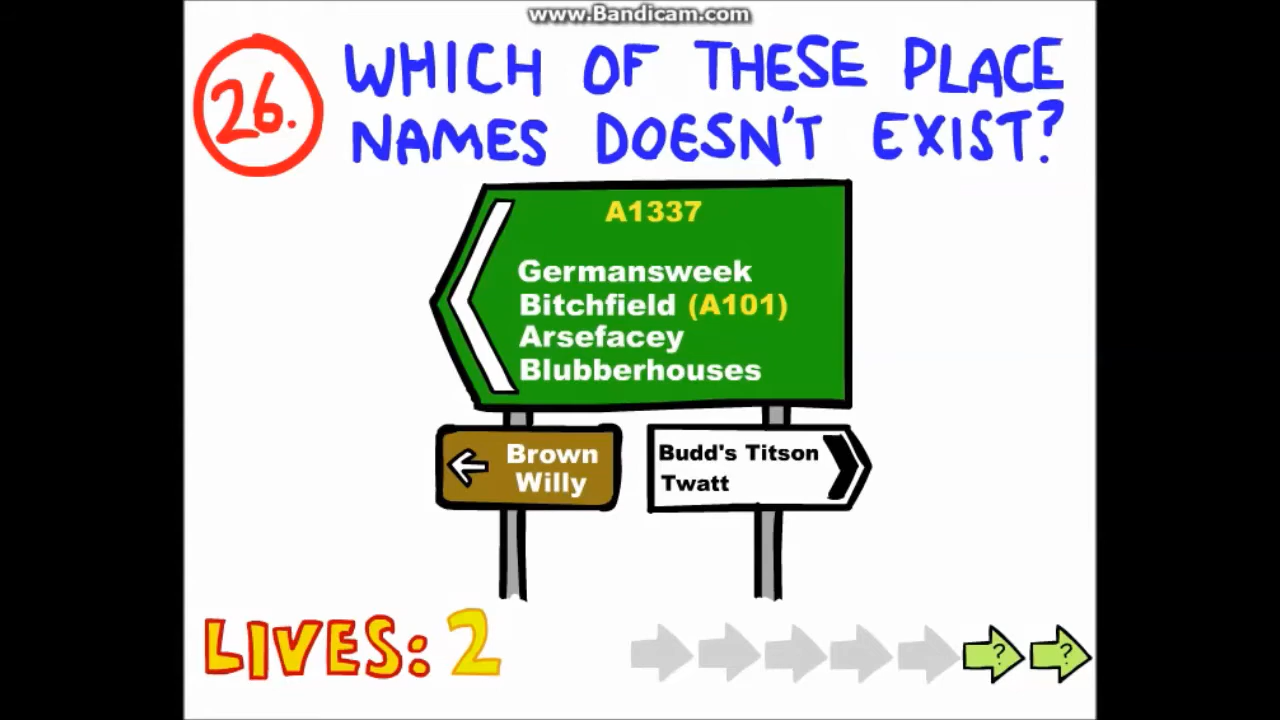 www.Bandicam.com
26. WHICH OF THESE PLACE
NAMES DOESN'T EXIST?
A1337
Germansweek
Bitchfield (A101)
Arsefacey
Blubberhouses
Brown
Willy
Budd's Titson
Twatt
LIVES: 2
? ?